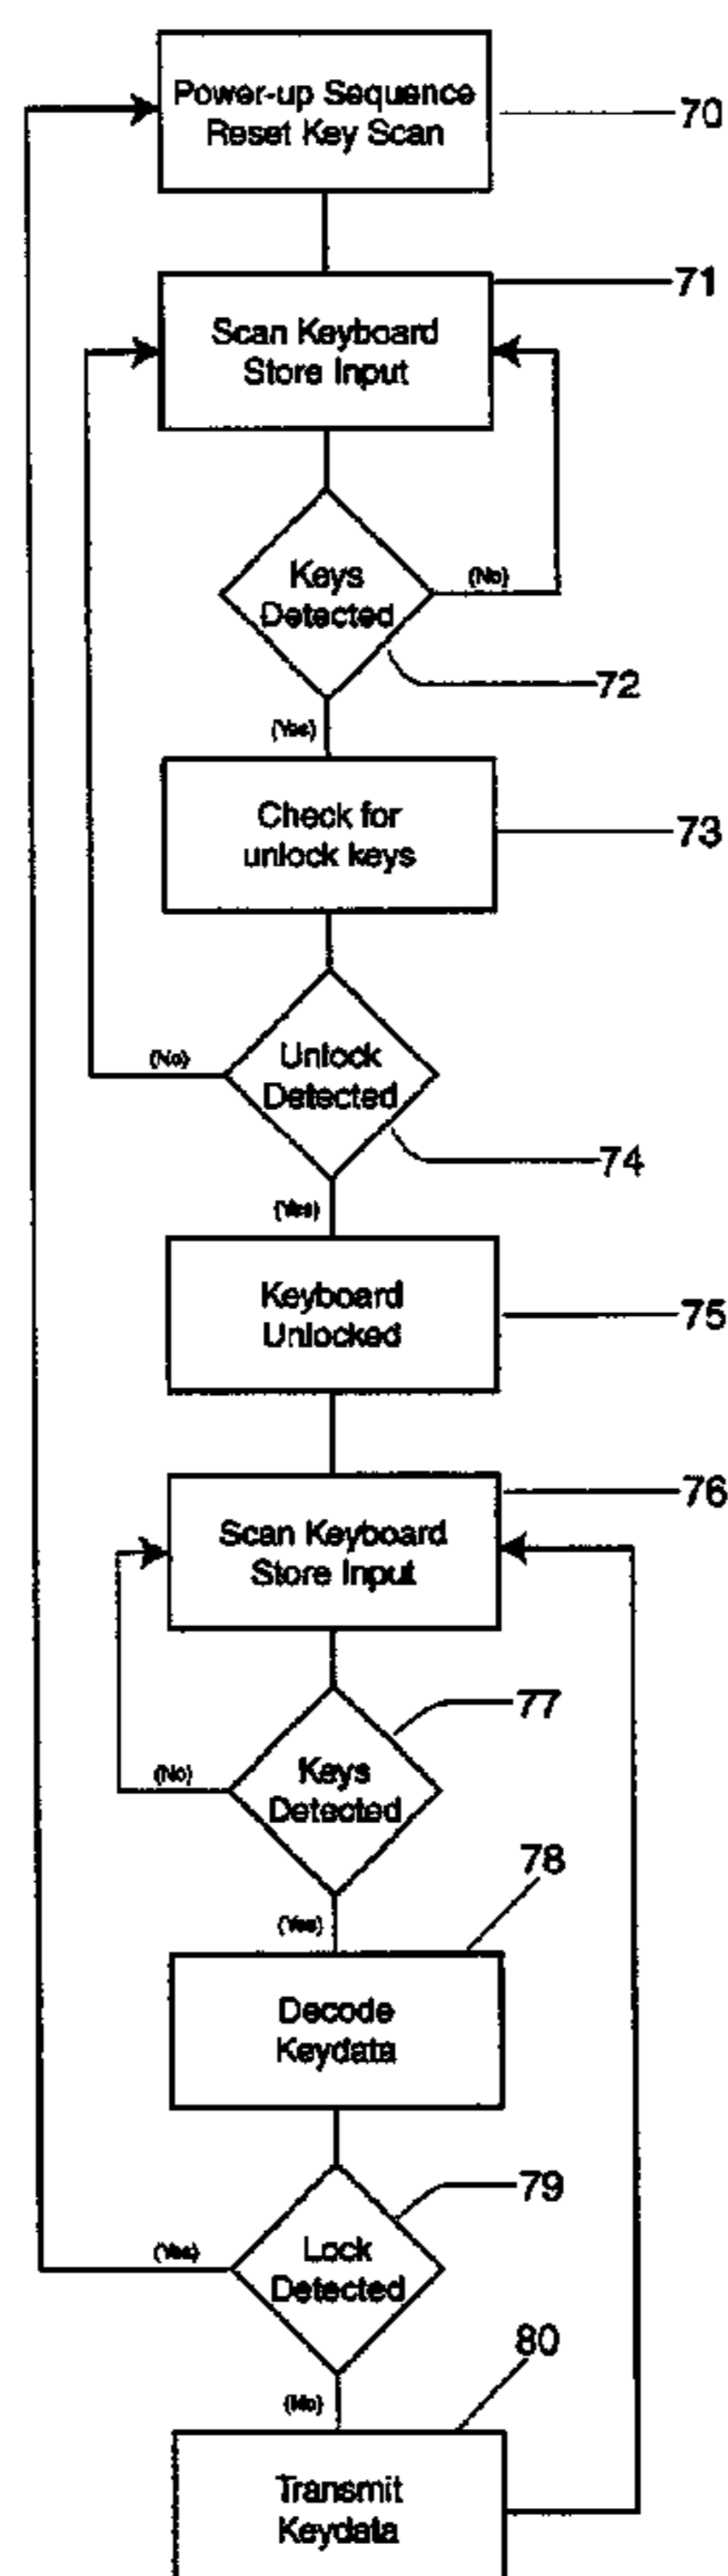 Power-up Sequence
Reset Key Scan
70
71
Scan Keyboard
Store Input
Keys
Detected
(No)
72
(Yes)
Check for
unlock keys
73
Unlock
Detected
(No)
74
(Yes)
Keyboard
Unlocked
75
76
Scan Keyboard
Store Input
77
Keys
Detected
(No)
78
(Yes)
Decode
Keydata
79
Lock
Detected
(Yes)
80
(No)
Transmit
Keydata